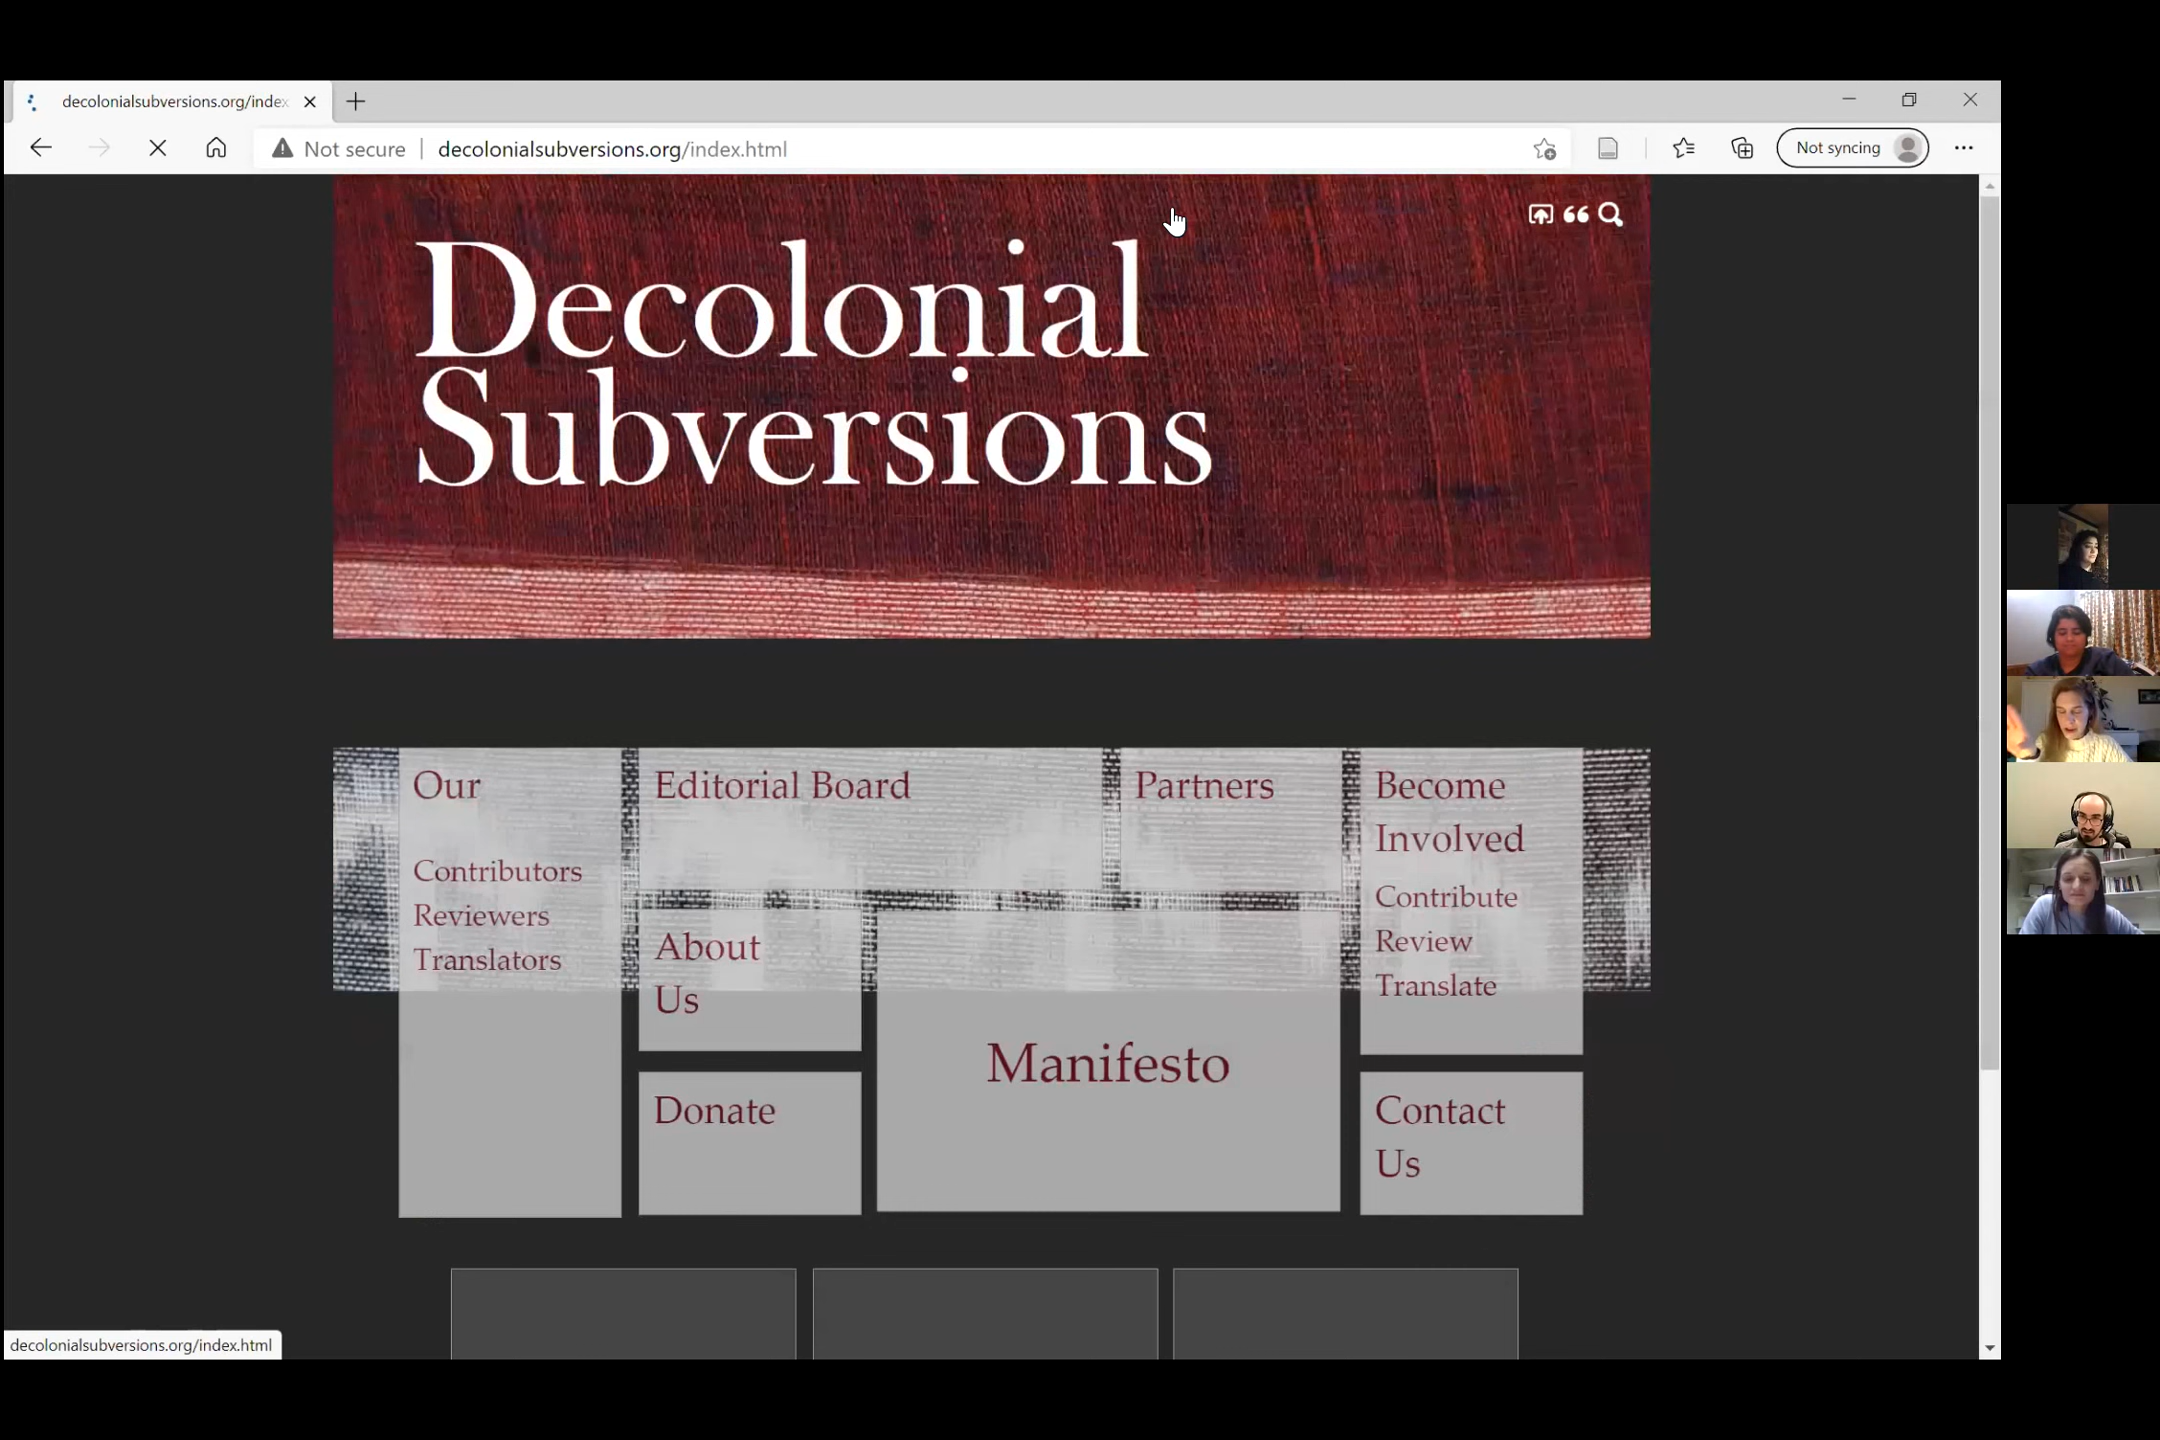 decolonialsubversions.org/index
Not secure
decolonialsubversions.org/index.html
Not syncing
Decolonial
Subversions
Our
Contributors
Reviewers
Translators
Editorial Board
Partners
Become
Involved
Contribute
Review
Translate
About
Us
Manifesto
Donate
Contact
Us
decolonialsubversions.org/index.html